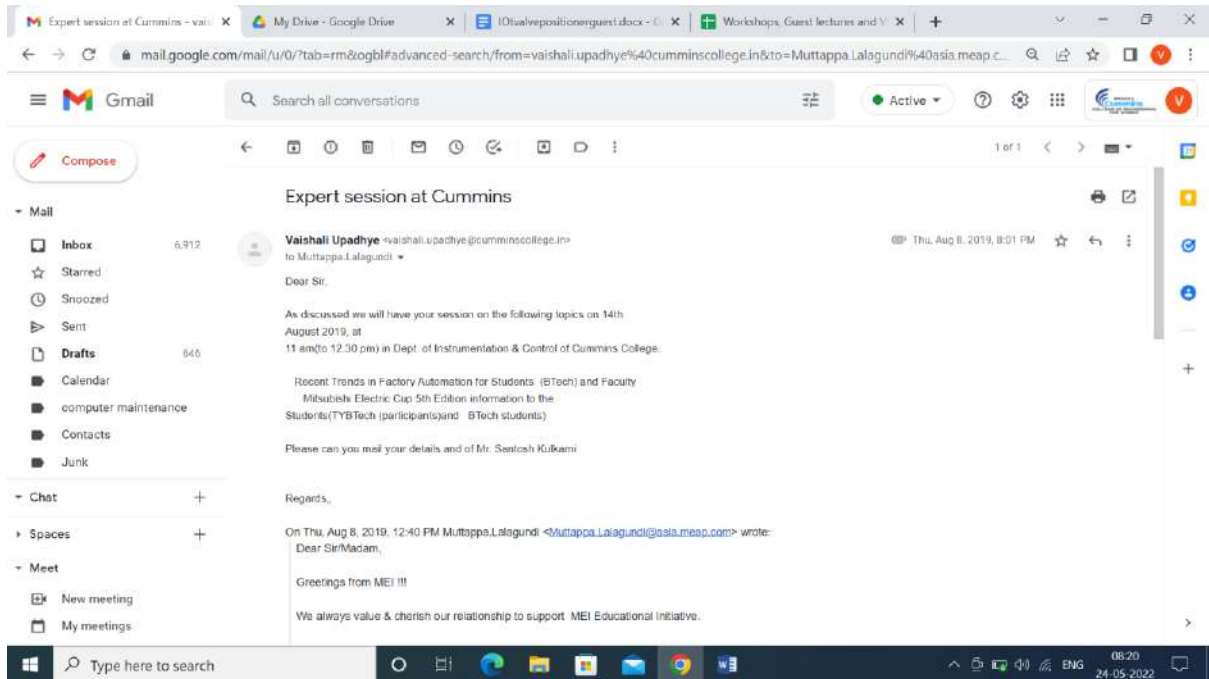 Expert session at Cummins - vai
My Drive - Google Drive
IOtvalvepositionerguest.docx - G
Workshops, Guest lectures and V
mail.google.com/mail/u/0/?tab=rm&ogbl#advanced-search/from=vaishali.upadhye%40cumminscollege.in&to=Muttappa.Lalagundi%40asia.meap.c...
V
Gmail
Search all conversations
Active
Cummins
V
Compose
1 of 1
Expert session at Cummins
Mail
Inbox 6,912
Vaishali Upadhye <vaishali.upadhye@cumminscollege.in>
Thu, Aug 8, 2019, 8:01 PM
to Muttappa.Lalagundi
Starred
Dear Sir,
Snoozed
As discussed we will have your session on the following topics on 14th
Sent
August 2019, at
11 am(to 12.30 pm) in Dept. of Instrumentation & Control of Cummins College.
Drafts 646
Calendar
Recent Trends in Factory Automation for Students (BTech) and Faculty
Mitsubishi Electric Cup 5th Edition information to the
computer maintenance
Students(TYBTech (participants)and BTech students)
Contacts
Please can you mail your details and of Mr. Santosh Kulkarni
Junk
Chat
Regards,,
Spaces
On Thu, Aug 8, 2019, 12:40 PM Muttappa.Lalagundi <Muttappa.Lalagundi@asia.meap.com> wrote:
Dear Sir/Madam,
Meet
Greetings from MEI !!!
New meeting
We always value & cherish our relationship to support MEI Educational Initiative.
My meetings
Type here to search
ENG
08:20
24-05-2022